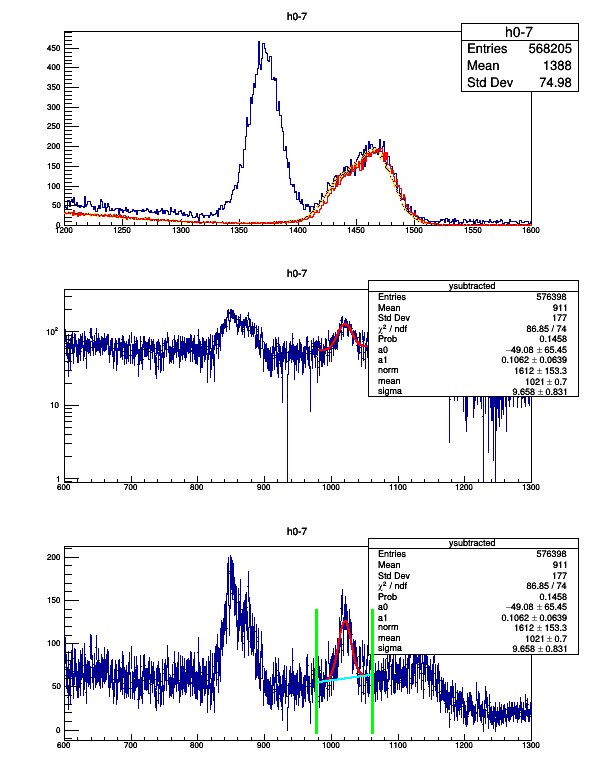 h0-7
h0-7
Entries 568205
Mean 1388
Std Dev 74.98
450
400
350
300
250
200
150
100
50
0
1200 1250 1300 1350 1400 1450 1500 1550 1600
h0-7
ysubtracted
Entries 576398
Mean 911
Std Dev 177
χ² / ndf 86.85 / 74
Prob 0.1458
a0 −49.08 ± 65.45
a1 0.1062 ± 0.0639
norm 1612 ± 153.3
mean 1021 ± 0.7
sigma 9.658 ± 0.831
10²
10
1
600 700 800 900 1000 1100 1200 1300
h0-7
ysubtracted
Entries 576398
Mean 911
Std Dev 177
χ² / ndf 86.85 / 74
Prob 0.1458
a0 −49.08 ± 65.45
a1 0.1062 ± 0.0639
norm 1612 ± 153.3
mean 1021 ± 0.7
sigma 9.658 ± 0.831
200
150
100
50
0
600 700 800 900 1000 1100 1200 1300